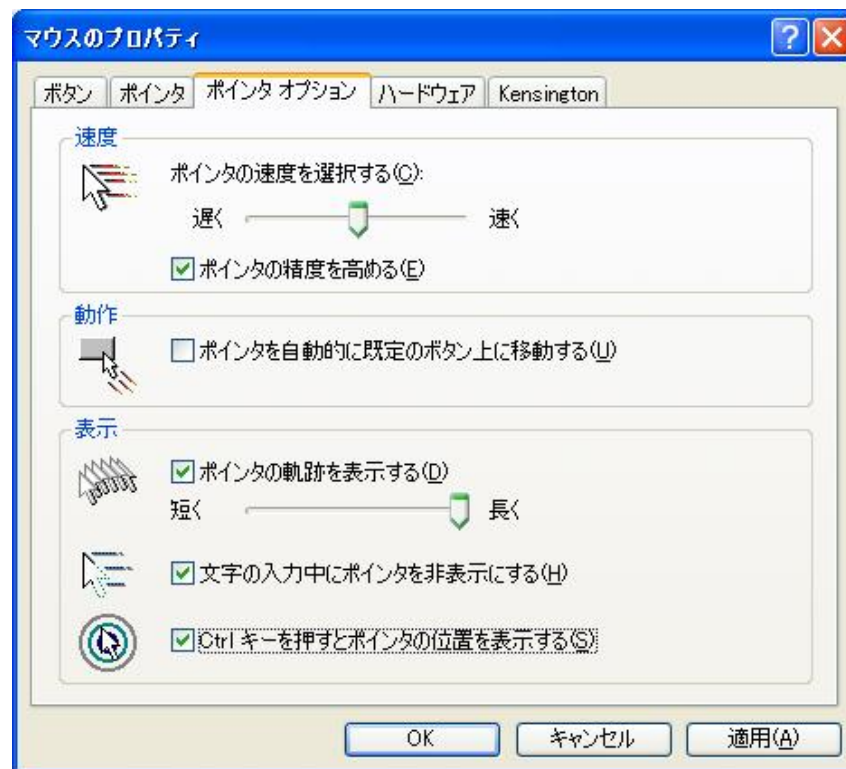 マウスのプロパティ
ボタン ポインタ ポインタ オプション ハードウェア Kensington
速度
ポインタの速度を選択する(C):
遅く 速く
ポインタの精度を高める(E)
動作
ポインタを自動的に既定のボタン上に移動する(U)
表示
ポインタの軌跡を表示する(D)
短く 長く
文字の入力中にポインタを非表示にする(H)
Ctrl キーを押すとポインタの位置を表示する(S)
OK キャンセル 適用(A)